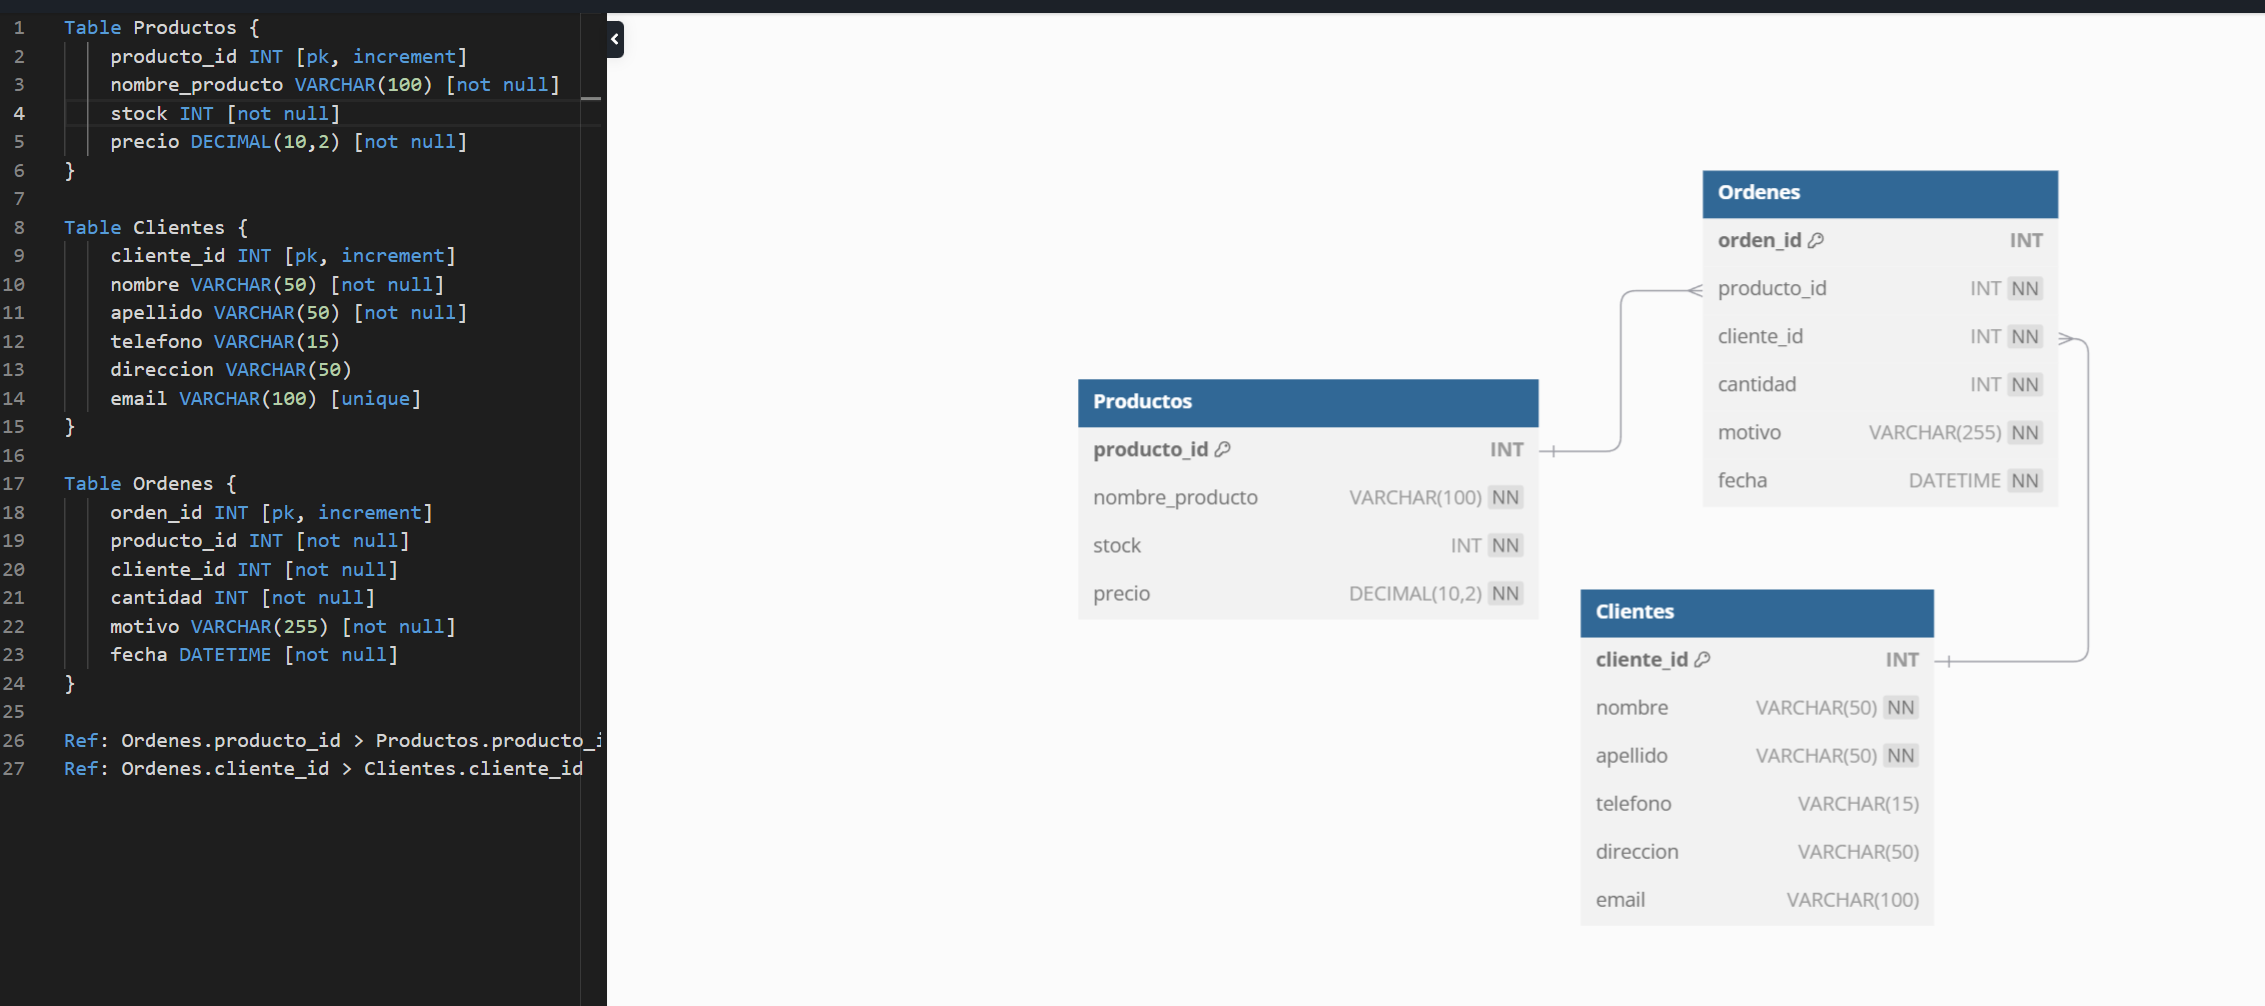 1 Table Productos {
2 producto_id INT [pk, increment]
3 nombre_producto VARCHAR(100) [not null]
4 stock INT [not null]
5 precio DECIMAL(10,2) [not null]
6 }
7
8 Table Clientes {
9 cliente_id INT [pk, increment]
10 nombre VARCHAR(50) [not null]
11 apellido VARCHAR(50) [not null]
12 telefono VARCHAR(15)
13 direccion VARCHAR(50)
14 email VARCHAR(100) [unique]
15 }
16
17 Table Ordenes {
18 orden_id INT [pk, increment]
19 producto_id INT [not null]
20 cliente_id INT [not null]
21 cantidad INT [not null]
22 motivo VARCHAR(255) [not null]
23 fecha DATETIME [not null]
24 }
25
26 Ref: Ordenes.producto_id > Productos.producto_i
27 Ref: Ordenes.cliente_id > Clientes.cliente_id
Ordenes
orden_id INT
producto_id INT NN
cliente_id INT NN
cantidad INT NN
motivo VARCHAR(255) NN
fecha DATETIME NN
Productos
producto_id INT
nombre_producto VARCHAR(100) NN
stock INT NN
precio DECIMAL(10,2) NN
Clientes
cliente_id INT
nombre VARCHAR(50) NN
apellido VARCHAR(50) NN
telefono VARCHAR(15)
direccion VARCHAR(50)
email VARCHAR(100)